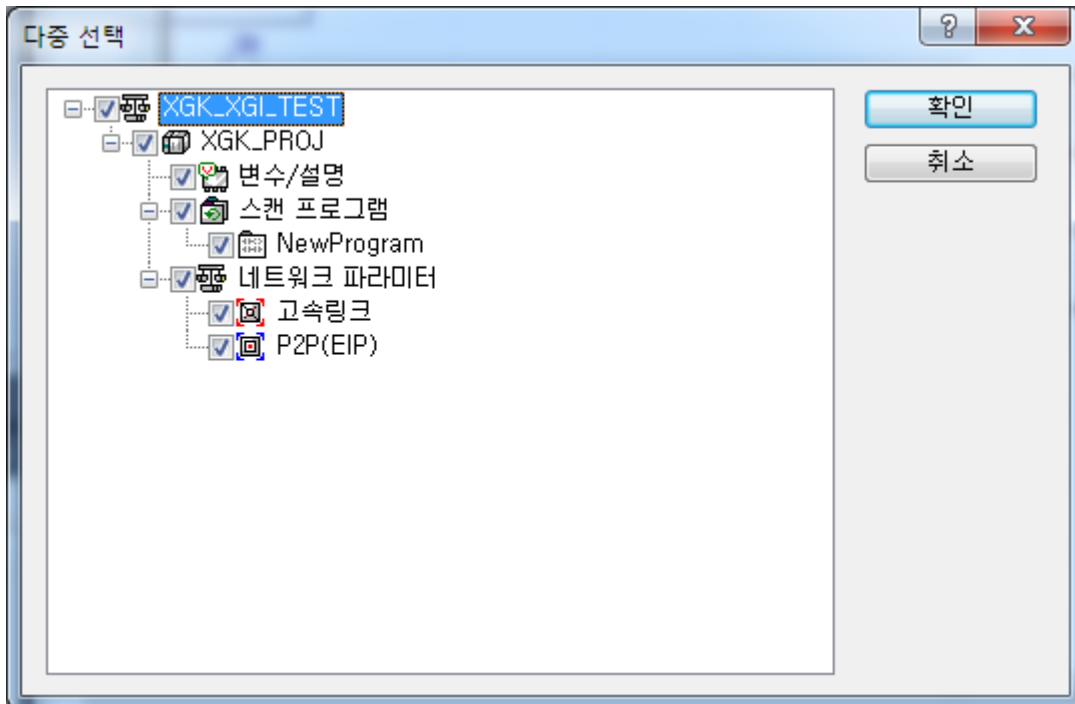 다중 선택
XGK_XGI_TEST
확인
XGK_PROJ
취소
변수/설명
스캔 프로그램
NewProgram
네트워크 파라미터
고속링크
P2P(EIP)